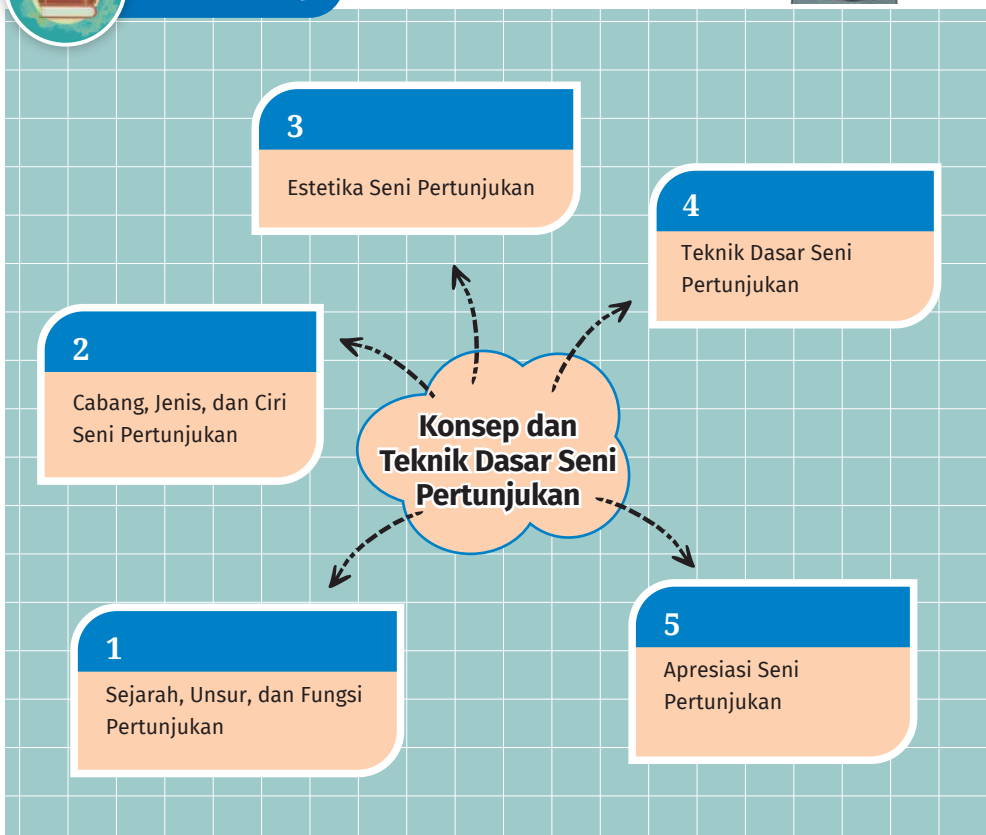 3
Estetika Seni Pertunjukan
4
Teknik Dasar Seni
Pertunjukan
2
Cabang, Jenis, dan Ciri
Seni Pertunjukan
Konsep dan
Teknik Dasar Seni
Pertunjukan
1
Sejarah, Unsur, dan Fungsi
Pertunjukan
5
Apresiasi Seni
Pertunjukan